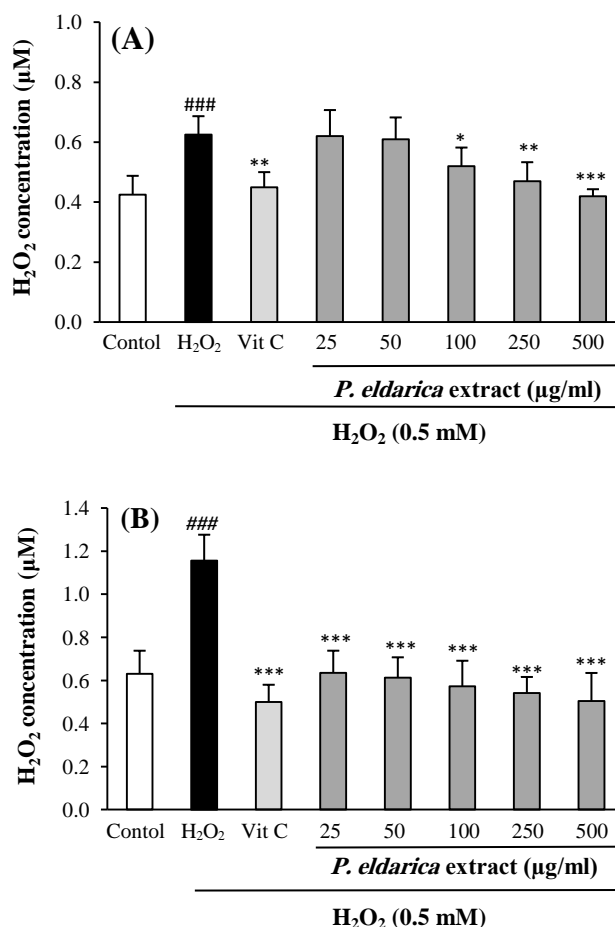 (A)
H₂O₂ concentration (µM)
1.0
0.8
0.6
0.4
0.2
0.0
###
**
*
**
***
Contol H₂O₂ Vit C 25 50 100 250 500
P. eldarica extract (µg/ml)
H₂O₂ (0.5 mM)
(B)
H₂O₂ concentration (µM)
1.4
1.2
1.0
0.8
0.6
0.4
0.2
0.0
###
***
***
***
***
***
***
Contol H₂O₂ Vit C 25 50 100 250 500
P. eldarica extract (µg/ml)
H₂O₂ (0.5 mM)